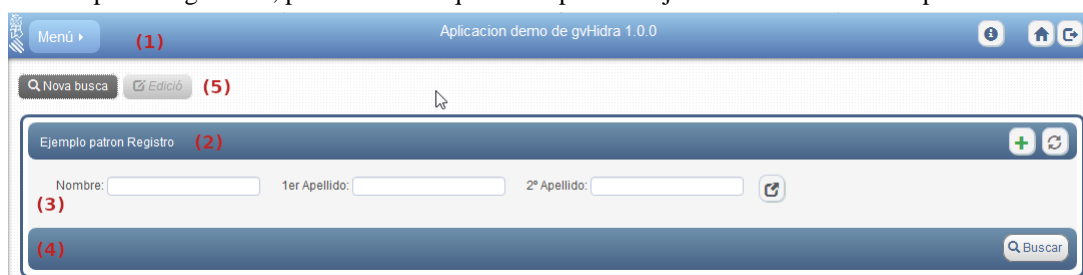 Menú
(1)
Aplicacion demo de gvHidra 1.0.0
Nova busca
Edició
(5)
Ejemplo patron Registro
(2)
Nombre:
1er Apellido:
2º Apellido:
(3)
(4)
Buscar